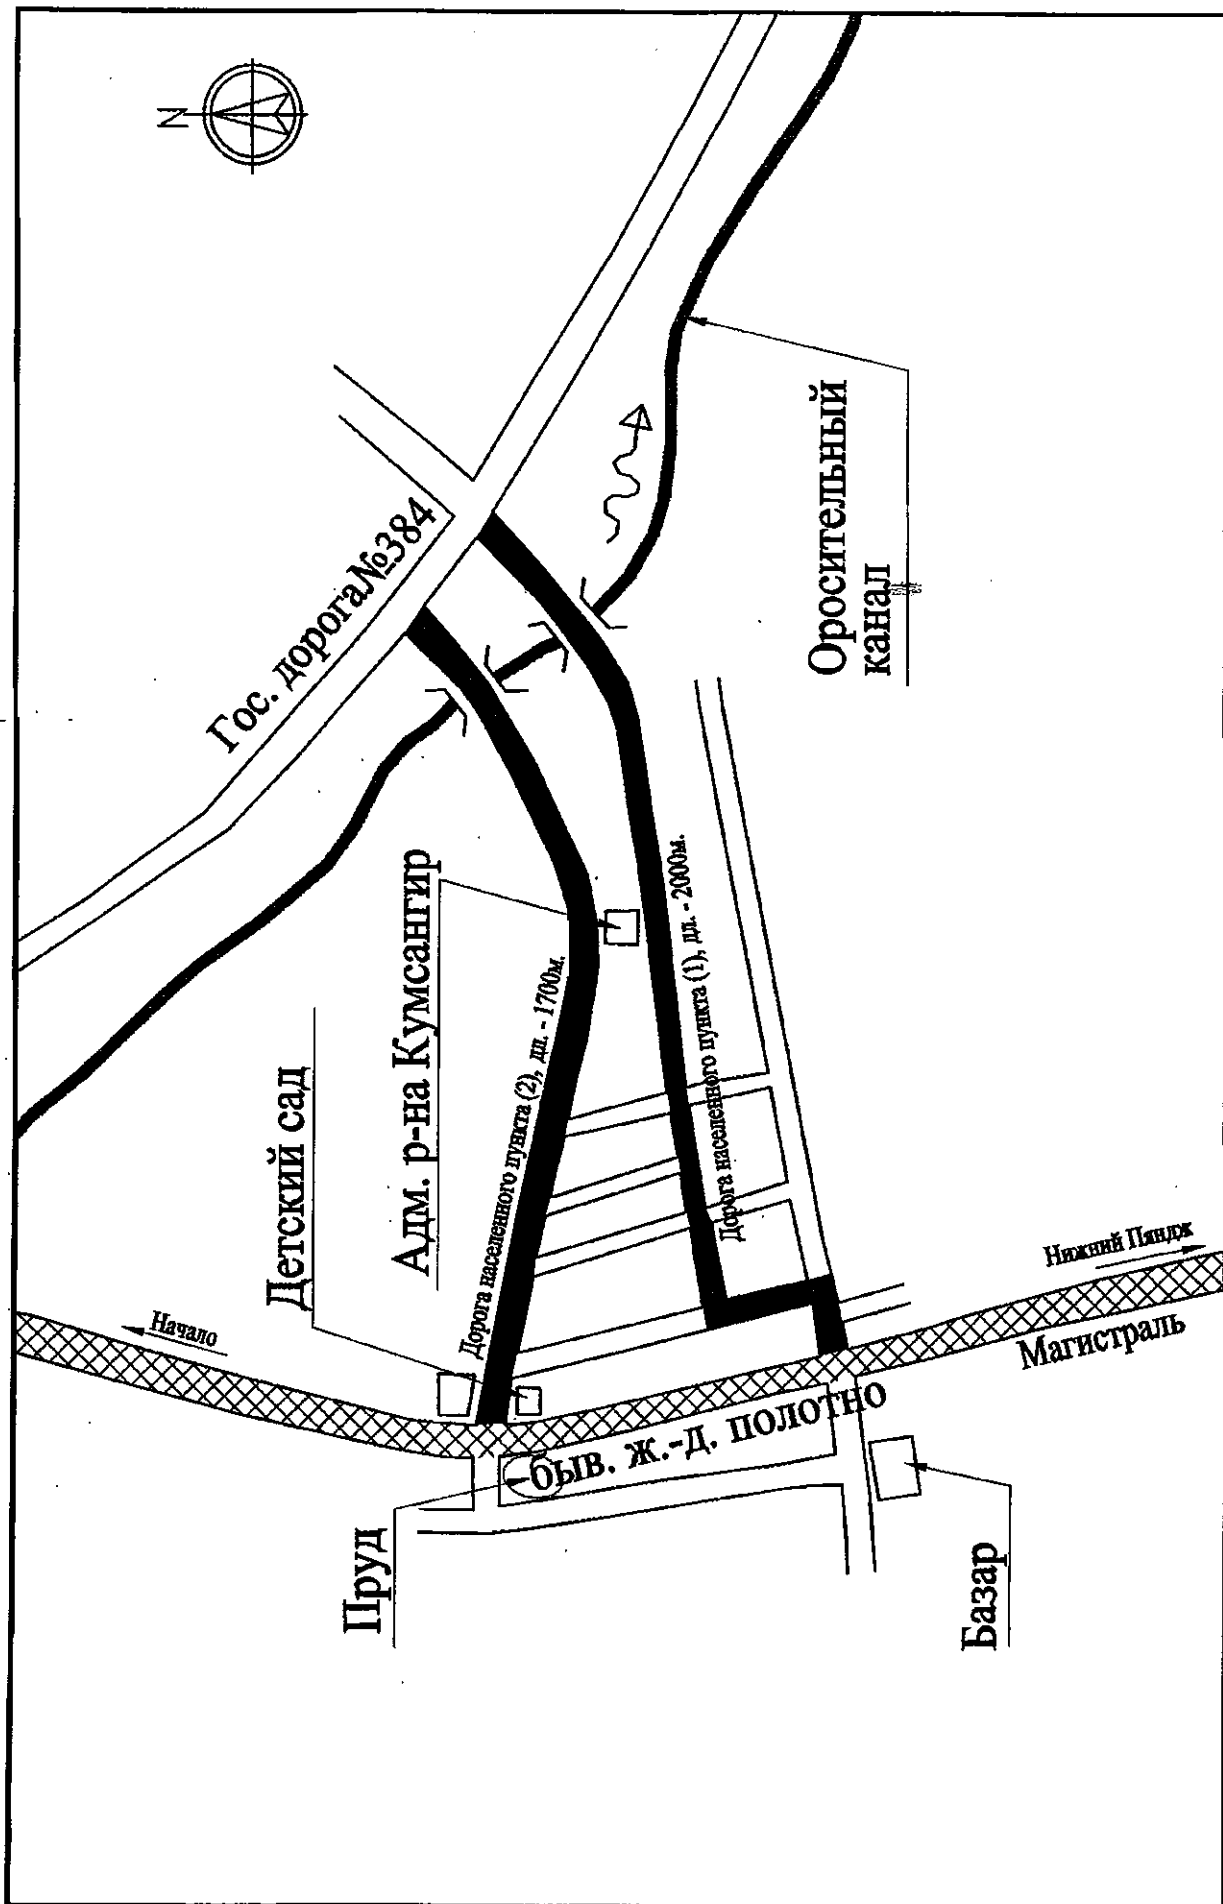 N
Гос. дорога№384
Оросительный
канал
Адм. р-на Кумсангир
Детский сад
Дорога населенного пункта (2), дл. - 1700м.
Дорога населенного пункта (1), дл. - 2000м.
Начало
Нижний Пяндж
Магистраль
быв. ж.-д. полотно
Пруд
Базар